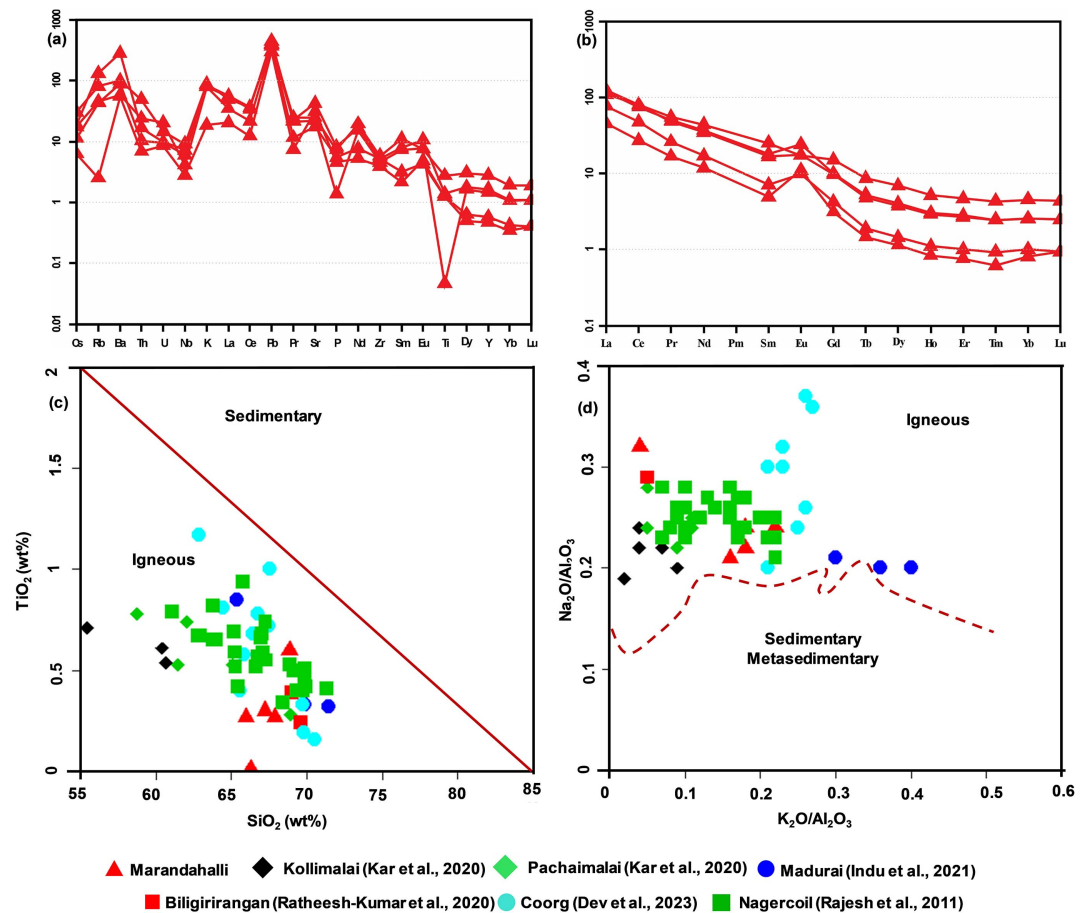 (a)
1000
100
10
1
0.1
0.01
Cs Rb Ba Th U Nb K La Ce Pb Pr Sr P Nd Zr Sm Eu Ti Dy Y Yb Lu
(b)
1000
100
10
1
0.1
La Ce Pr Nd Pm Sm Eu Gd Tb Dy Ho Er Tm Yb Lu
(c)
2
1.5
1
0.5
0
TiO2 (wt%)
Sedimentary
Igneous
55 60 65 70 75 80 85
SiO2 (wt%)
(d)
0.4
0.3
0.2
0.1
0
Na2O/Al2O3
Igneous
Sedimentary
Metasedimentary
0 0.1 0.2 0.3 0.4 0.5 0.6
K2O/Al2O3
Marandahalli Kollimalai (Kar et al., 2020) Pachaimalai (Kar et al., 2020) Madurai (Indu et al., 2021)
Biligirirangan (Ratheesh-Kumar et al., 2020) Coorg (Dev et al., 2023) Nagercoil (Rajesh et al., 2011)